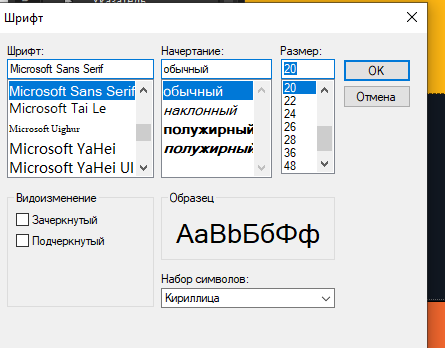 Указатель
Шрифт
Шрифт:
Microsoft Sans Serif
Microsoft Sans Serif
Microsoft Tai Le
Microsoft Uighur
Microsoft YaHei
Microsoft YaHei UI
Начертание:
обычный
обычный
наклонный
полужирный
полужирный
Размер:
20
20
22
24
26
28
36
48
OK
Отмена
Видоизменение
Зачеркнутый
Подчеркнутый
Образец
АаBbБбФф
Набор символов:
Кириллица